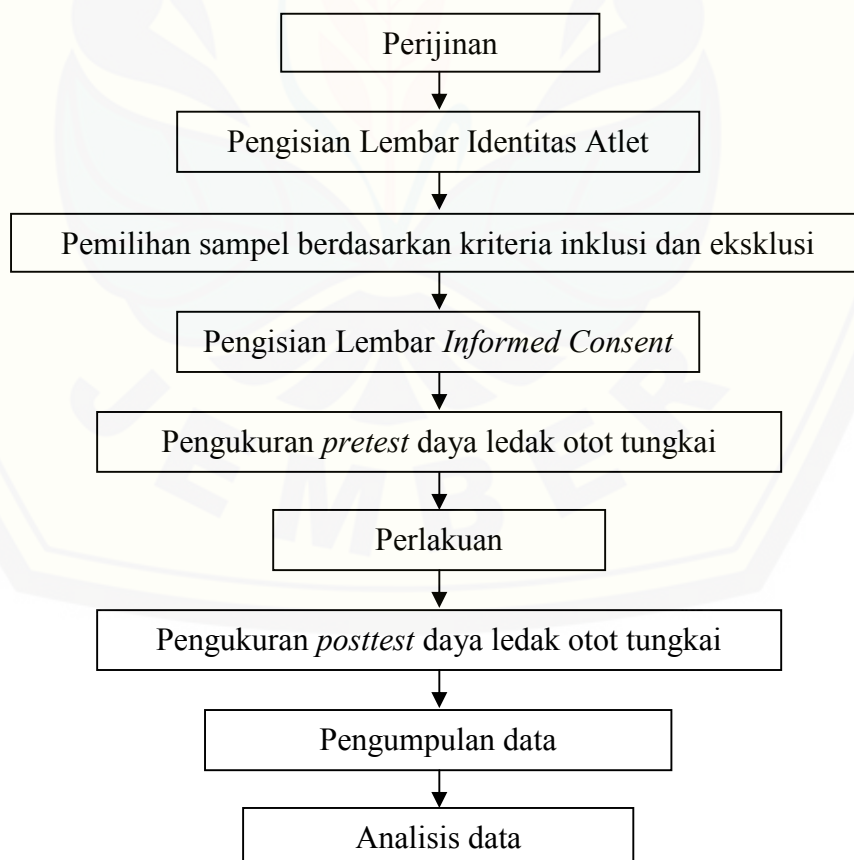 Perijinan
Pengisian Lembar Identitas Atlet
Pemilihan sampel berdasarkan kriteria inklusi dan eksklusi
Pengisian Lembar Informed Consent
JEMBER
Pengukuran pretest daya ledak otot tungkai
Perlakuan
Pengukuran posttest daya ledak otot tungkai
Pengumpulan data
Analisis data